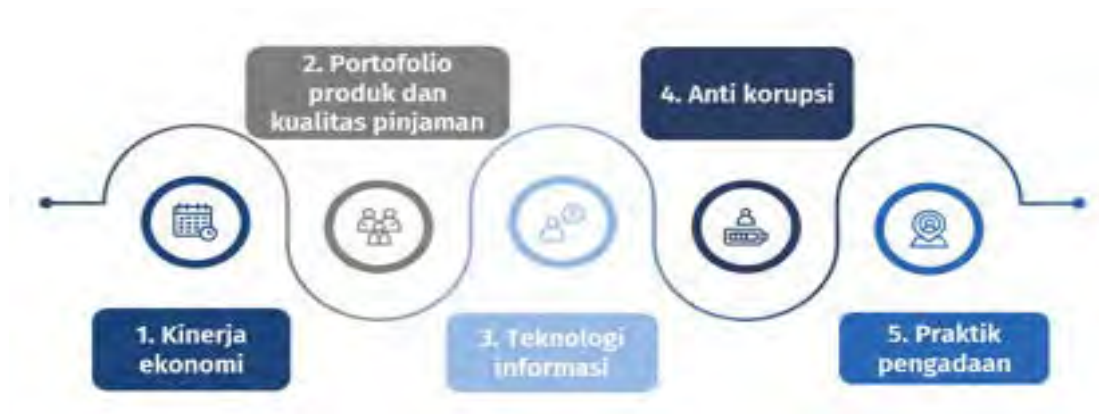 1. Kinerja
ekonomi
2. Portofolio
produk dan
kualitas pinjaman
3. Teknologi
informasi
4. Anti korupsi
5. Praktik
pengadaan